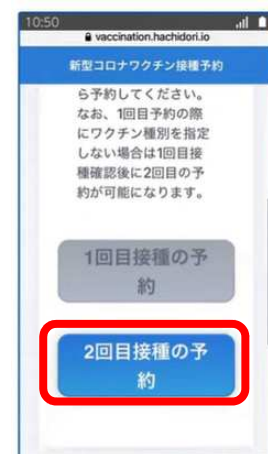 10:50
vaccination.hachidori.io
新型コロナワクチン接種予約
ら予約してください。
なお、1回目予約の際
にワクチン種別を指定
しない場合は1回目接
種確認後に2回目の予
約が可能になります。
1回目接種の予
約
2回目接種の予
約